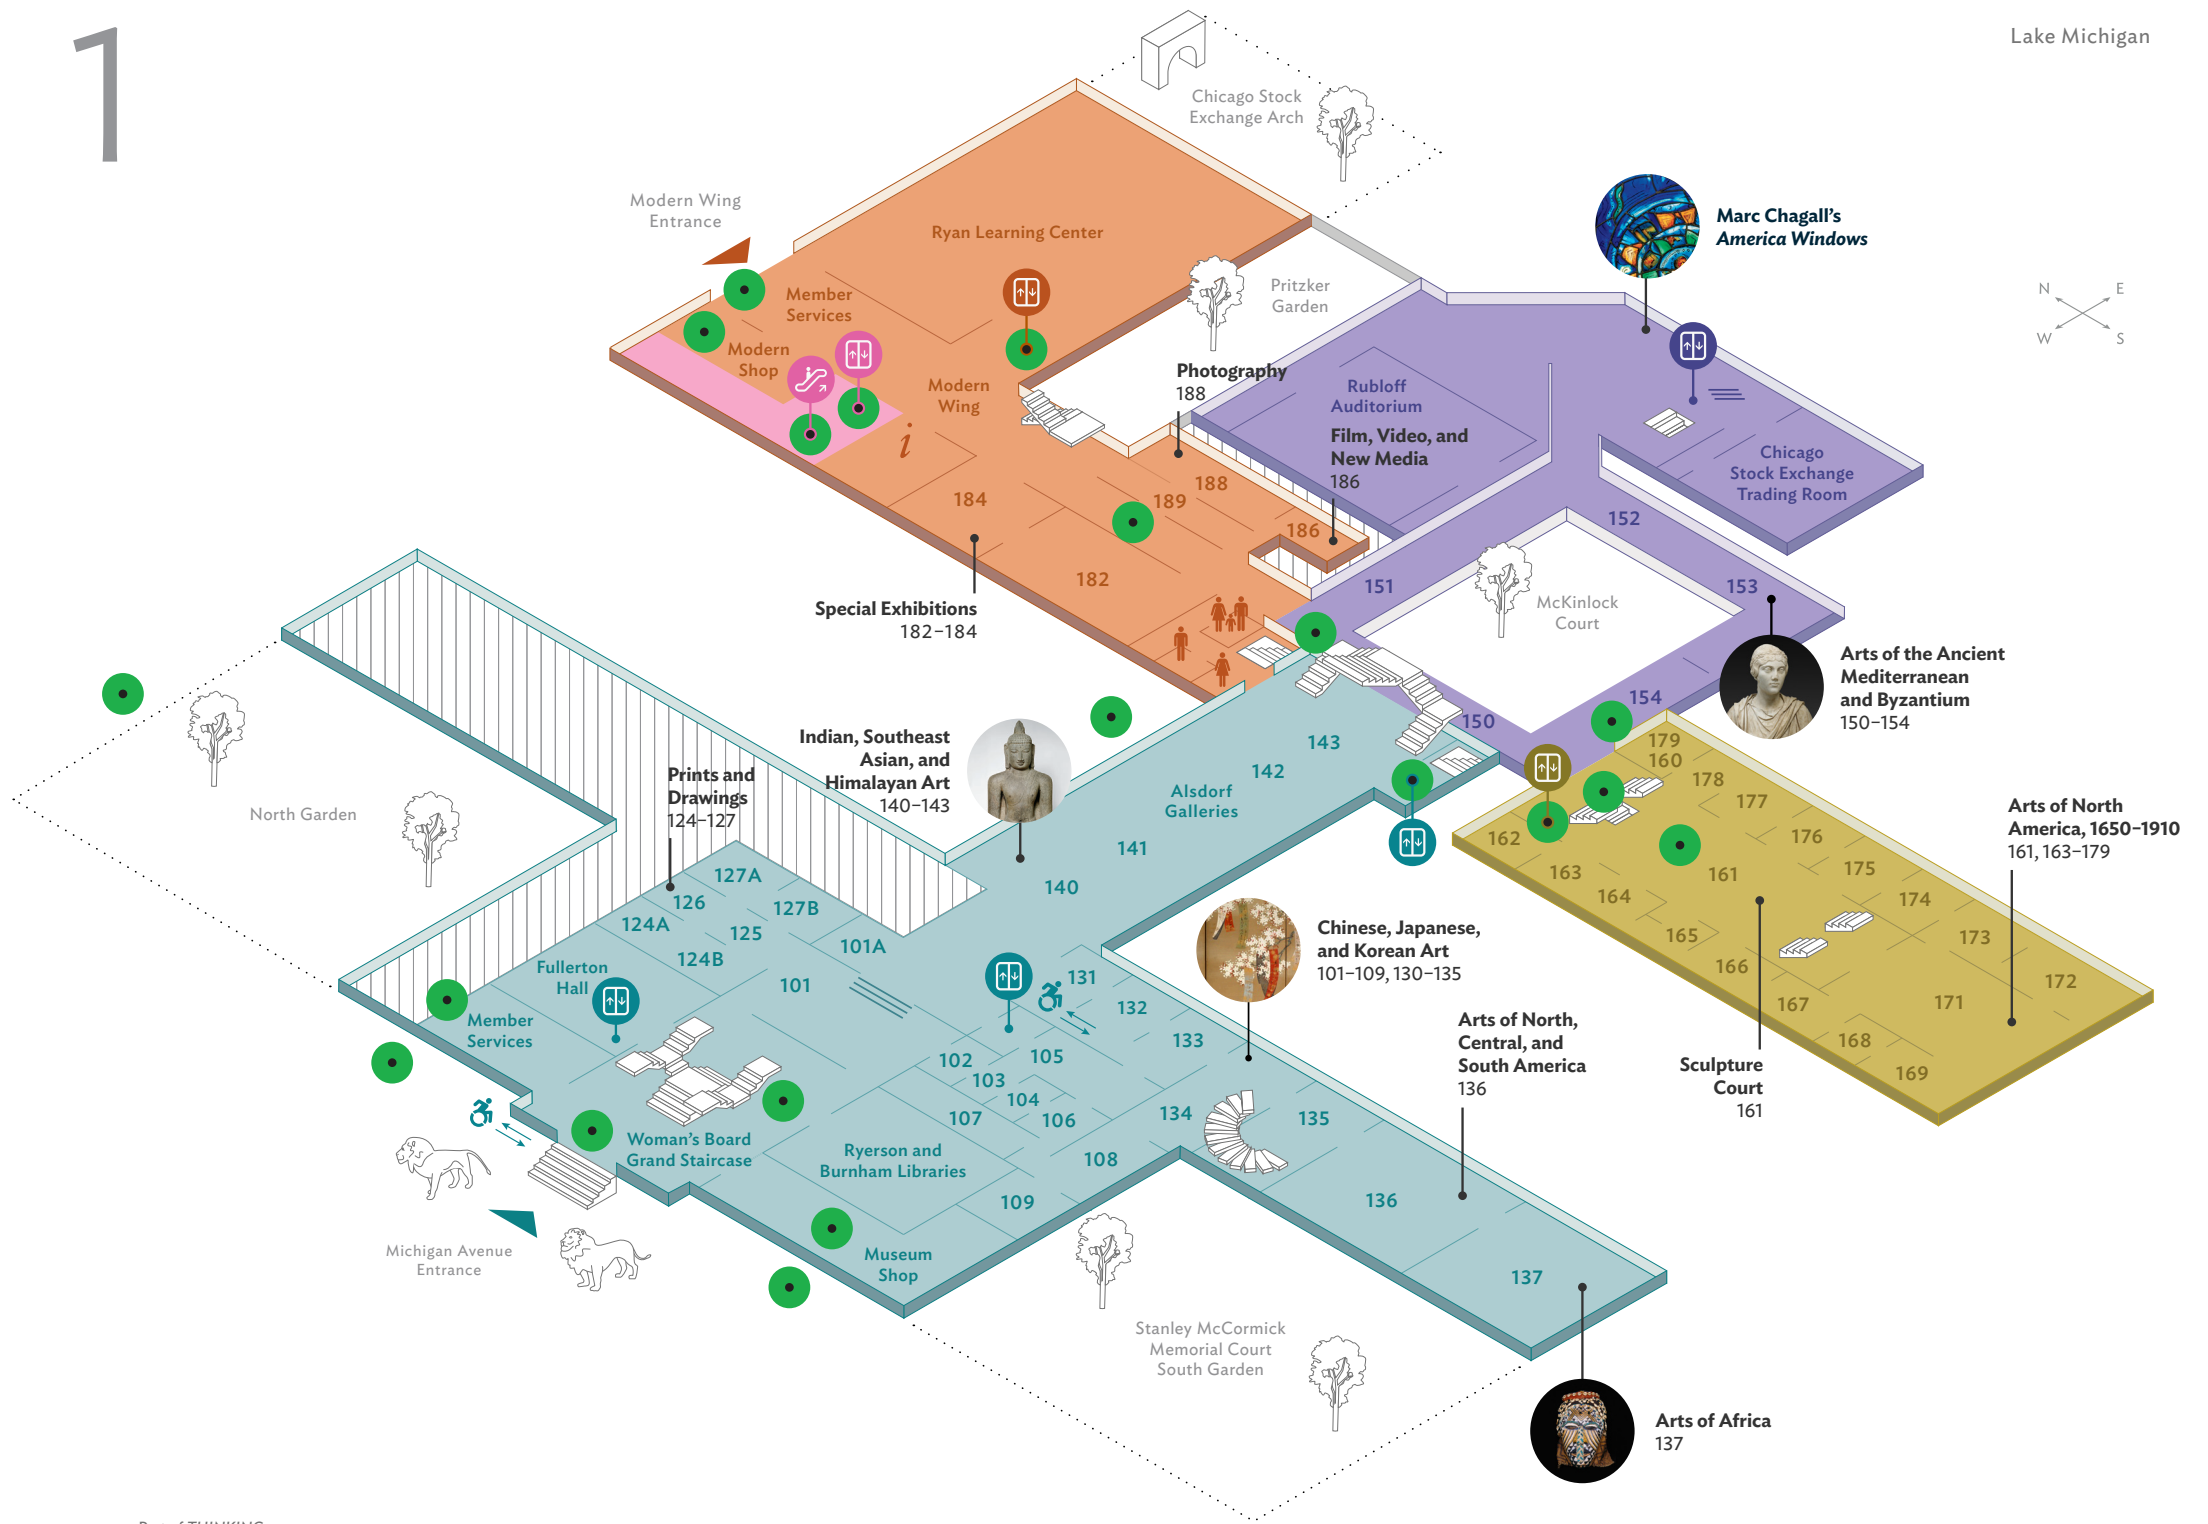 1
Lake Michigan
Chicago Stock
Exchange Arch
Modern Wing
Entrance
Ryan Learning Center
Marc Chagall's
America Windows
N
E
W
S
Pritzker
Garden
Member
Services
Modern
Shop
Modern
Wing
i
Photography
188
Rubloff
Auditorium
Film, Video, and
New Media
186
Chicago
Stock Exchange
Trading Room
184
188
189
186
182
152
151
153
McKinlock
Court
Special Exhibitions
182–184
Arts of the Ancient
Mediterranean
and Byzantium
150–154
154
150
143
142
Alsdorf
Galleries
141
140
Indian, Southeast
Asian, and
Himalayan Art
140–143
Prints and
Drawings
124–127
North Garden
179
160
178
177
176
175
174
173
172
171
162
163
164
161
165
166
167
168
169
Arts of North
America, 1650–1910
161, 163–179
Sculpture
Court
161
127A
126
127B
124A
125
101A
124B
101
Fullerton
Hall
Member
Services
131
132
133
102
105
103
104
107
106
134
135
108
109
136
137
Chinese, Japanese,
and Korean Art
101–109, 130–135
Arts of North,
Central, and
South America
136
Woman's Board
Grand Staircase
Ryerson and
Burnham Libraries
Museum
Shop
Michigan Avenue
Entrance
Stanley McCormick
Memorial Court
South Garden
Arts of Africa
137